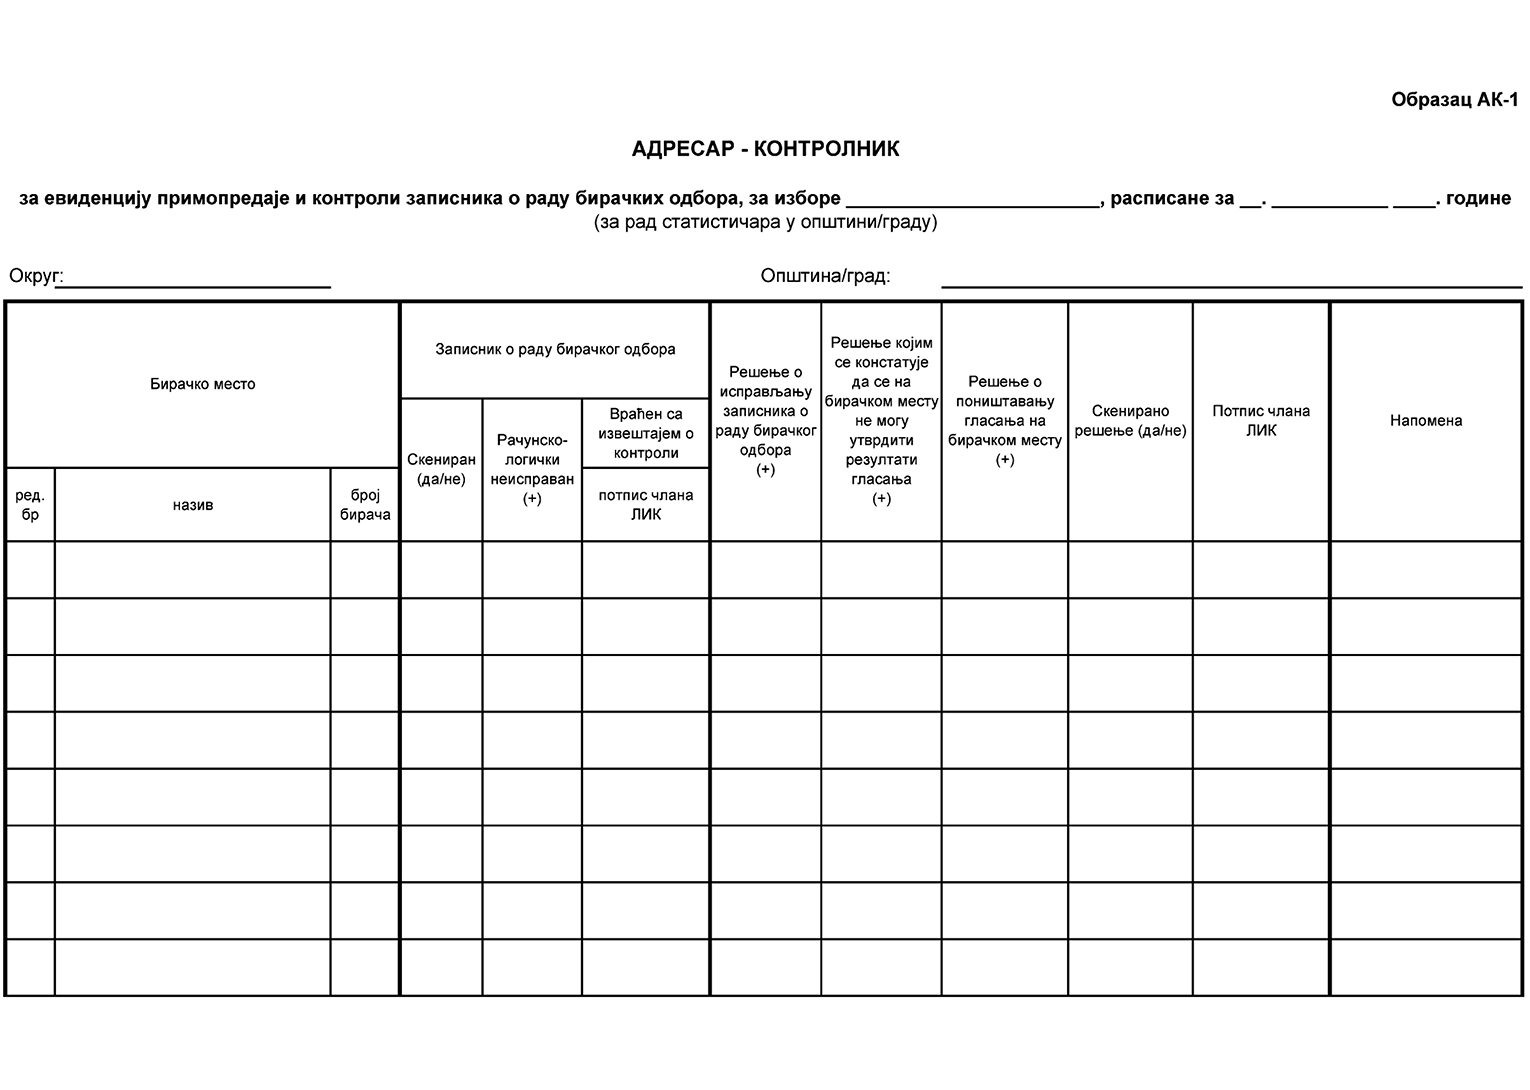 Образац АК-1
АДРЕСАР - КОНТРОЛНИК
за евиденцију примопредаје и контроли записника о раду бирачких одбора, за изборе ________________________, расписане за __. ___________ ____. године
(за рад статистичара у општини/граду)
Округ:
Општина/град:
Бирачко место
ред.
бр
назив
број
бирача
Записник о раду бирачког одбора
Скениран
(да/не)
Рачунско-
логички
неисправан
(+)
Враћен са
извештајем о
контроли
потпис члана
ЛИК
Решење о
исправљању
записника о
раду бирачког
одбора
(+)
Решење којим
се констатује
да се на
бирачком месту
не могу
утврдити
резултати
гласања
(+)
Решење о
поништавању
гласања на
бирачком месту
(+)
Скенирано
решење (да/не)
Потпис члана
ЛИК
Напомена